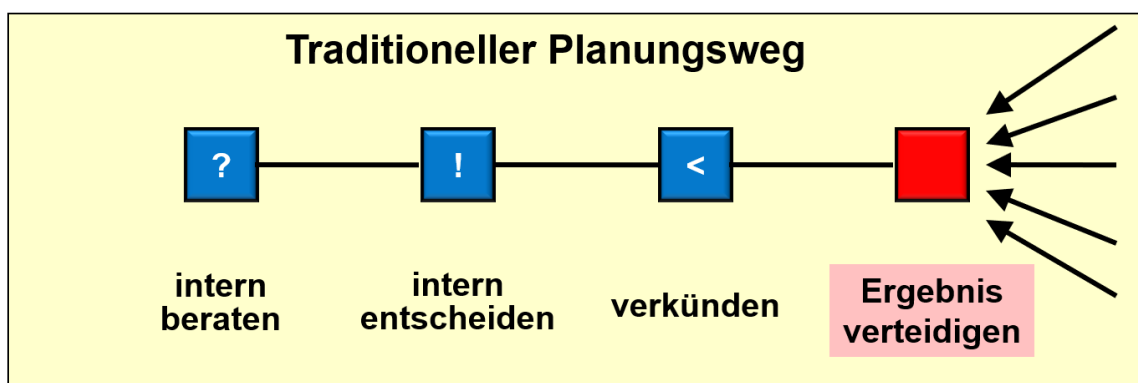 Traditioneller Planungsweg
? ! <
intern
beraten
intern
entscheiden
verkünden
Ergebnis
verteidigen